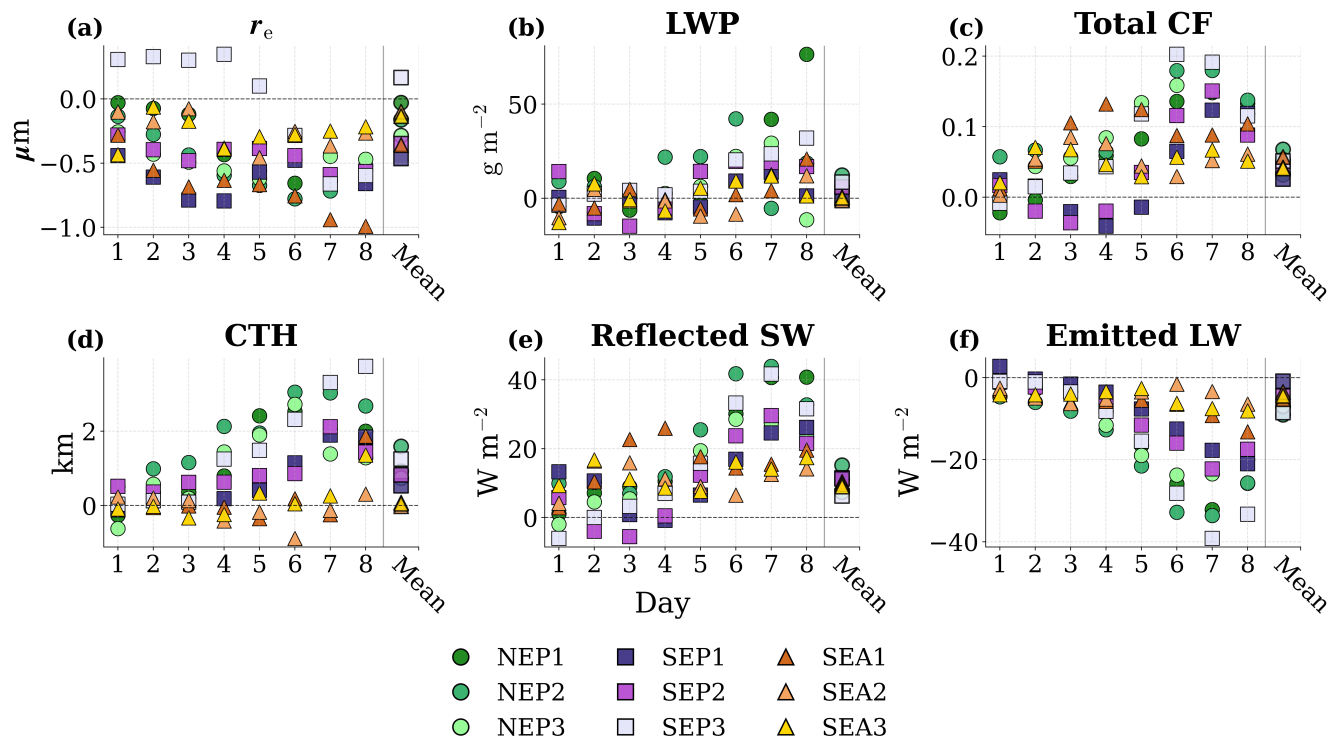 (a) rₑ
0.0
−0.5
−1.0
μm
1 2 3 4 5 6 7 8 Mean
(b) LWP
50
0
g m⁻²
1 2 3 4 5 6 7 8 Mean
(c) Total CF
0.2
0.1
0.0
1 2 3 4 5 6 7 8 Mean
(d) CTH
2
0
km
1 2 3 4 5 6 7 8 Mean
(e) Reflected SW
40
20
0
W m⁻²
1 2 3 4 5 6 7 8 Mean
(f) Emitted LW
0
−20
−40
W m⁻²
1 2 3 4 5 6 7 8 Mean
Day
NEP1 SEP1 SEA1
NEP2 SEP2 SEA2
NEP3 SEP3 SEA3